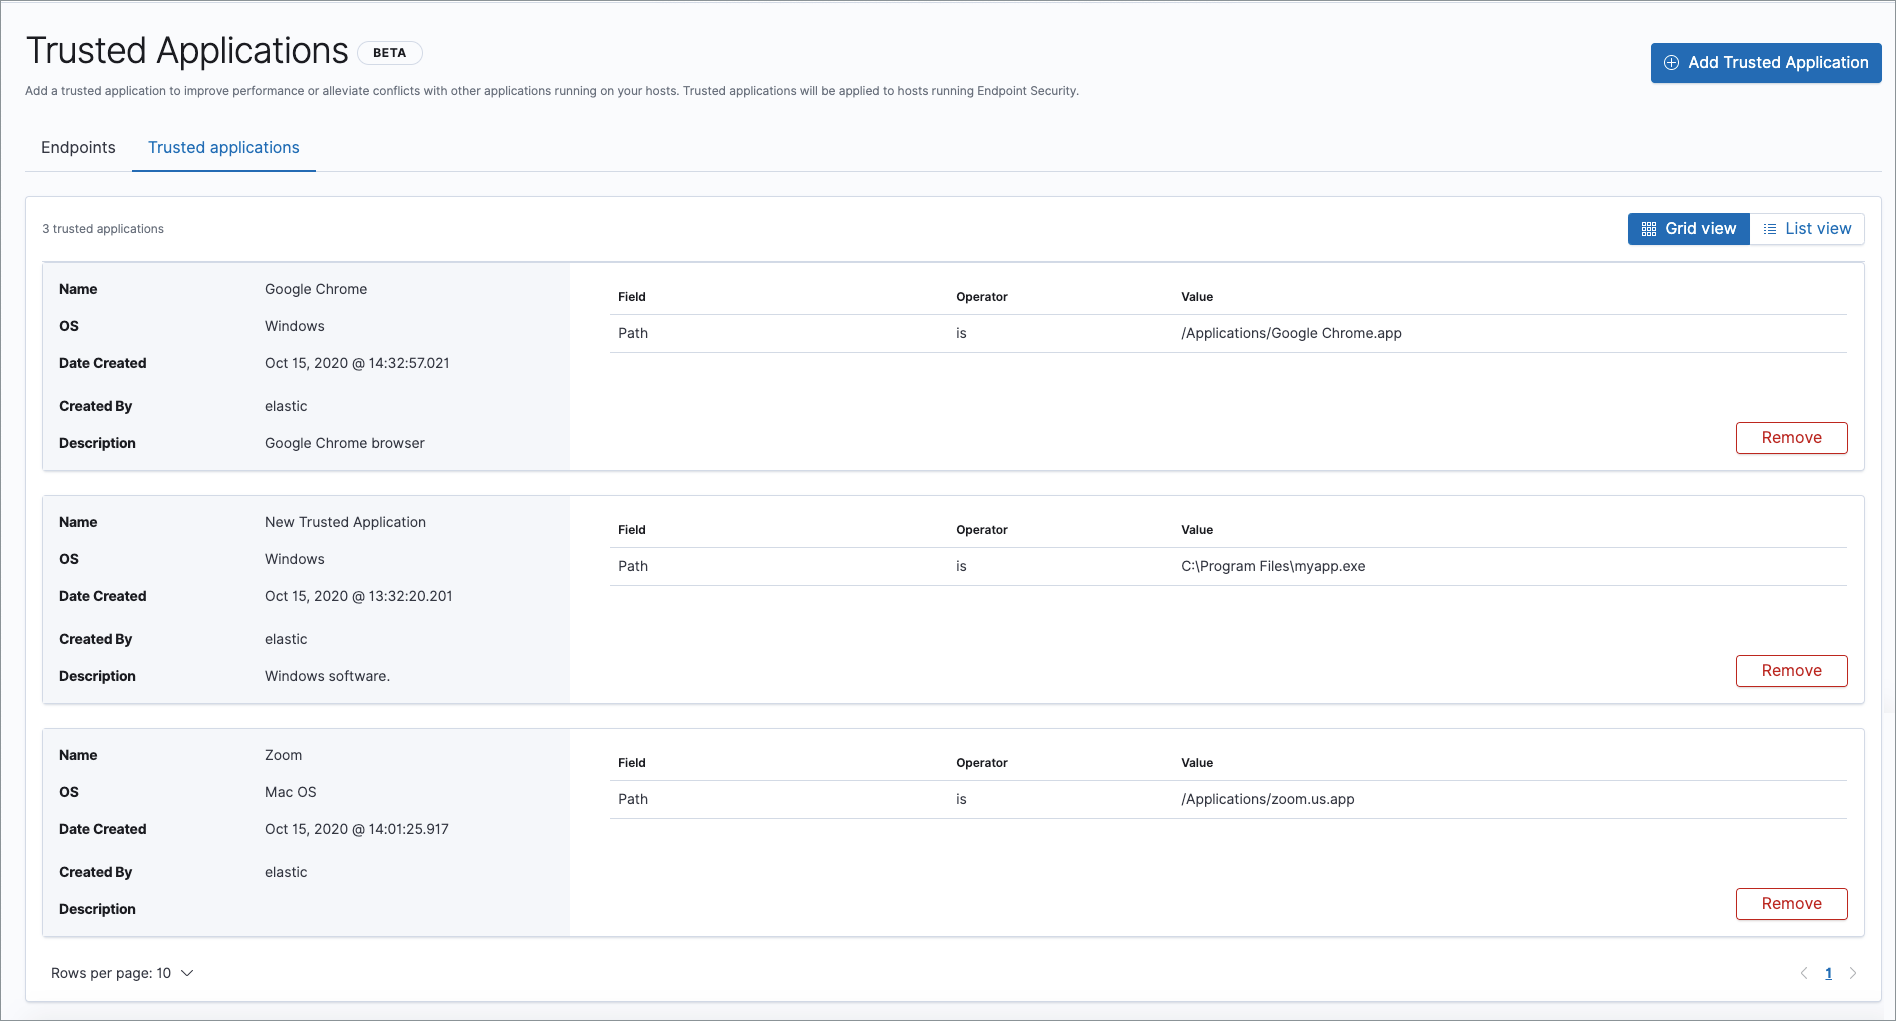 Trusted Applications BETA
Add Trusted Application
Add a trusted application to improve performance or alleviate conflicts with other applications running on your hosts. Trusted applications will be applied to hosts running Endpoint Security.
Endpoints Trusted applications
3 trusted applications
Grid view List view
Name Google Chrome
OS Windows
Date Created Oct 15, 2020 @ 14:32:57.021
Created By elastic
Description Google Chrome browser
Field Operator Value
Path is /Applications/Google Chrome.app
Remove
Name New Trusted Application
OS Windows
Date Created Oct 15, 2020 @ 13:32:20.201
Created By elastic
Description Windows software.
Field Operator Value
Path is C:\Program Files\myapp.exe
Remove
Name Zoom
OS Mac OS
Date Created Oct 15, 2020 @ 14:01:25.917
Created By elastic
Description
Field Operator Value
Path is /Applications/zoom.us.app
Remove
Rows per page: 10
1